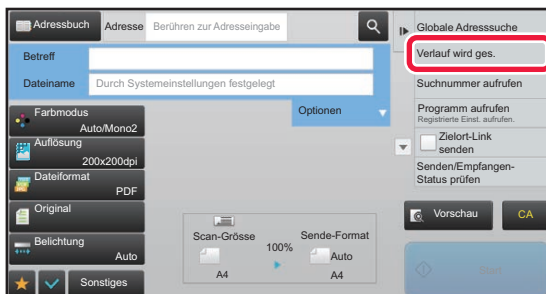 Adressbuch
Adresse
Berühren zur Adresseingabe
Betreff
Dateiname
Durch Systemeinstellungen festgelegt
Optionen
Farbmodus
Auto/Mono2
Auflösung
200x200dpi
Dateiformat
PDF
Original
Belichtung
Auto
Sonstiges
Scan-Grösse
A4
100%
Sende-Format
Auto
A4
Globale Adresssuche
Verlauf wird ges.
Suchnummer aufrufen
Programm aufrufen
Registrierte Einst. aufrufen.
Zielort-Link
senden
Senden/Empfangen-
Status prüfen
Vorschau
CA
Start